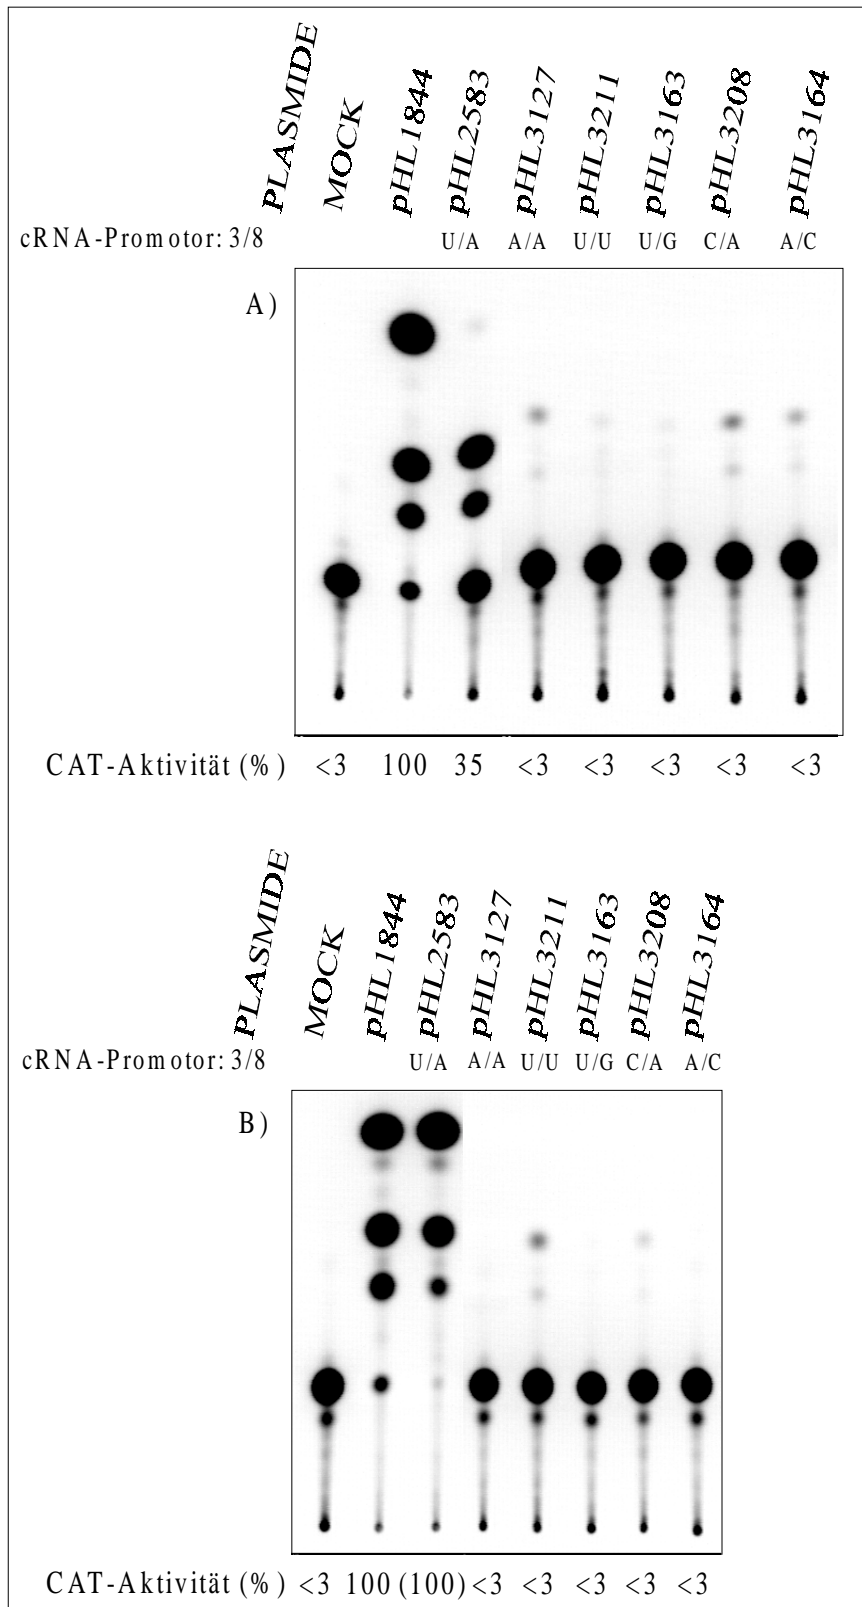 PLASMIDE MOCK pHL1844 pHL2583 pHL3127 pHL3211 pHL3163 pHL3208 pHL3164
cRNA-Promotor: 3/8 U/A A/A U/U U/G C/A A/C
A)
CAT-Aktivität (%) <3 100 35 <3 <3 <3 <3 <3
PLASMIDE MOCK pHL1844 pHL2583 pHL3127 pHL3211 pHL3163 pHL3208 pHL3164
cRNA-Promotor: 3/8 U/A A/A U/U U/G C/A A/C
B)
CAT-Aktivität (%) <3 100 (100) <3 <3 <3 <3 <3